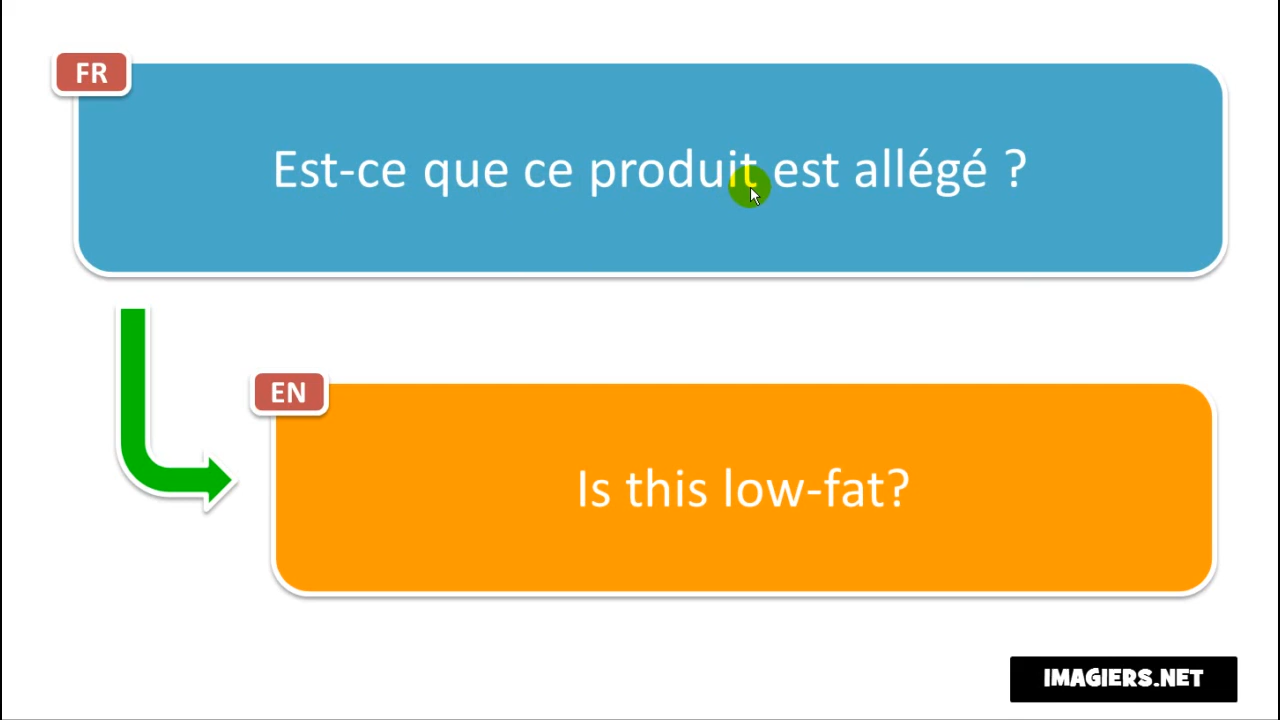 FR
Est-ce que ce produit est allégé ?
EN
Is this low-fat?
IMAGIERS.NET